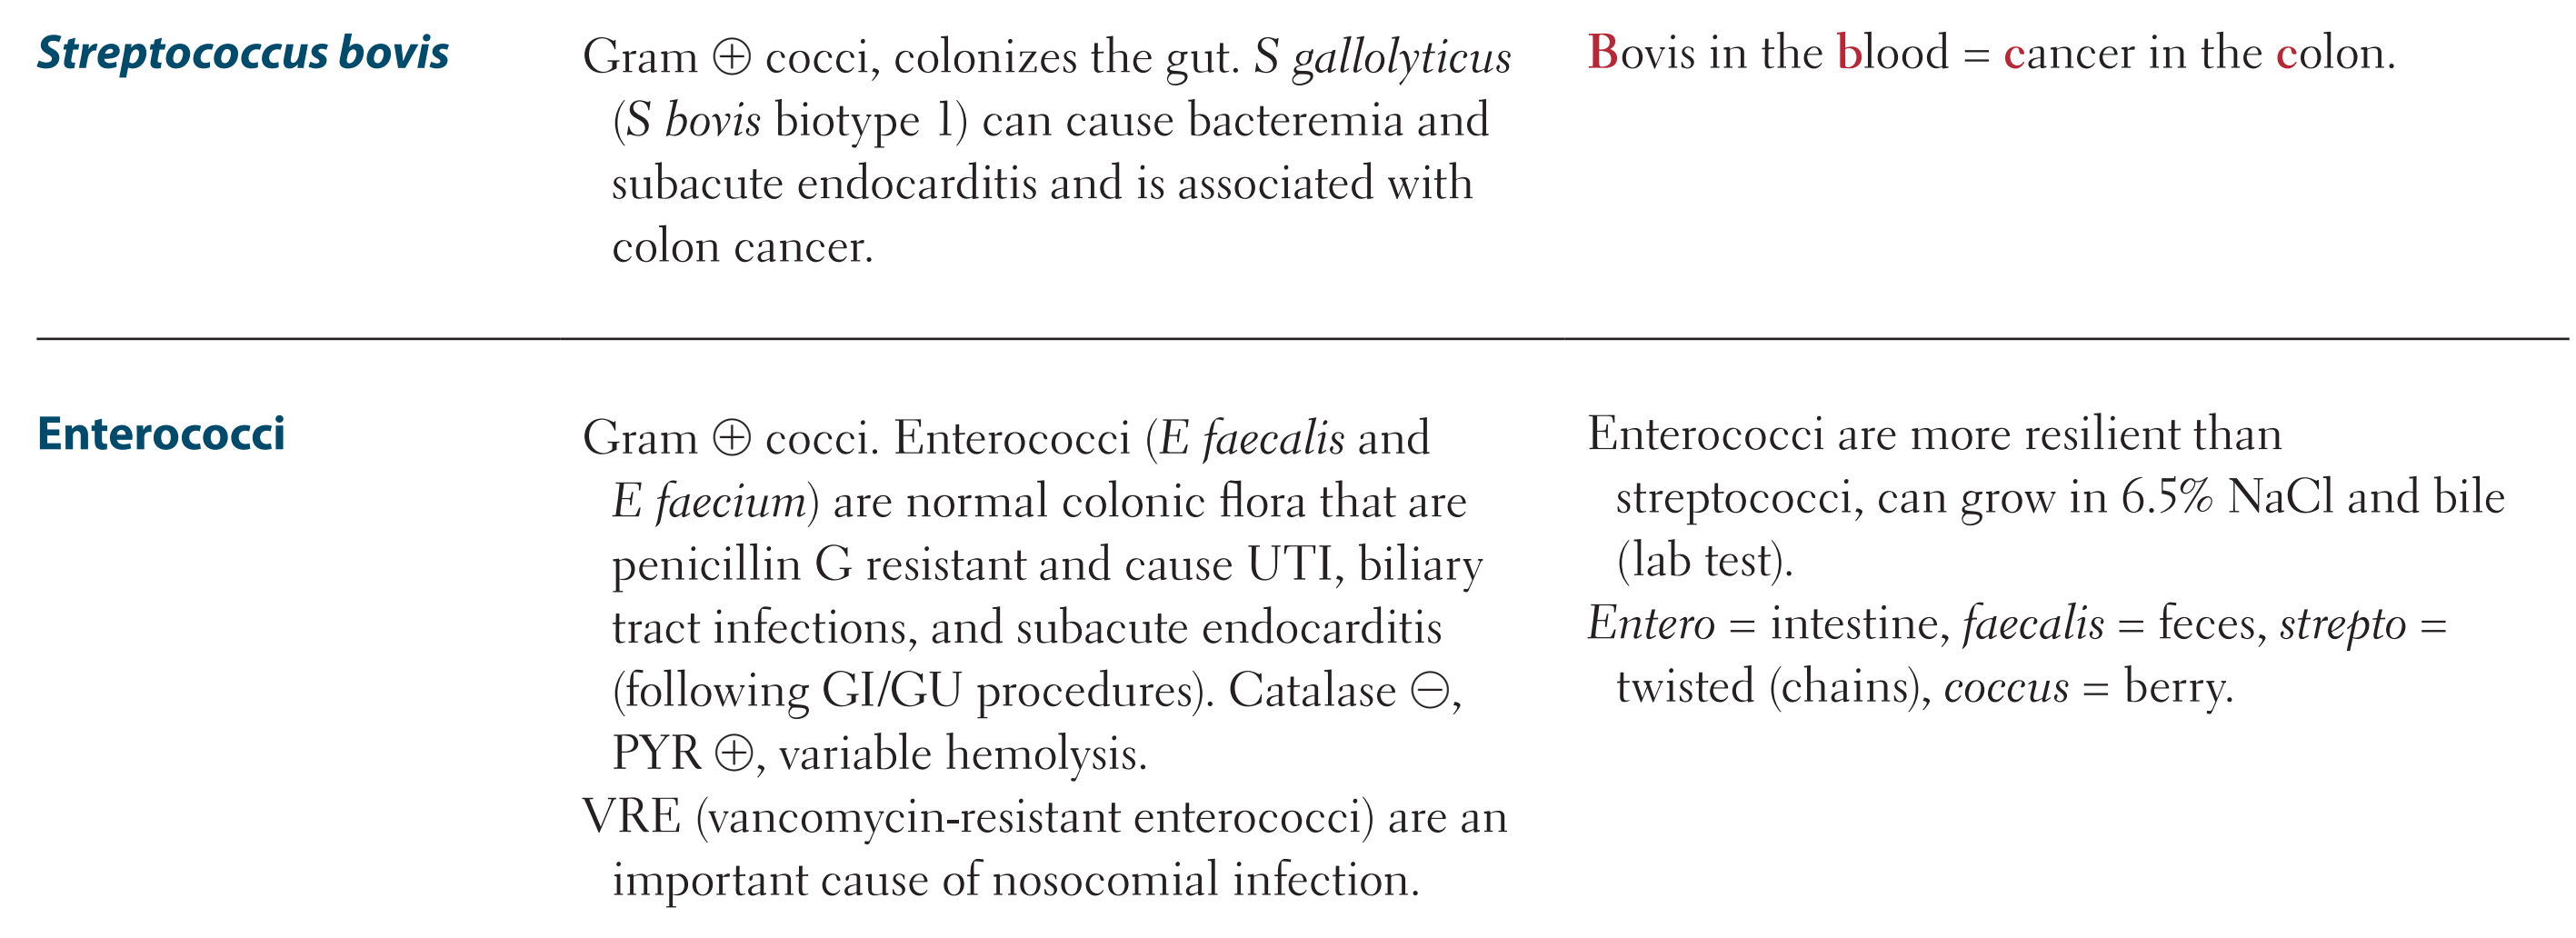 Streptococcus bovis
Gram ⊕ cocci, colonizes the gut. S gallolyticus
(S bovis biotype 1) can cause bacteremia and
subacute endocarditis and is associated with
colon cancer.
Bovis in the blood = cancer in the colon.
Enterococci
Gram ⊕ cocci. Enterococci (E faecalis and
E faecium) are normal colonic flora that are
penicillin G resistant and cause UTI, biliary
tract infections, and subacute endocarditis
(following GI/GU procedures). Catalase ⊖,
PYR ⊕, variable hemolysis.
VRE (vancomycin-resistant enterococci) are an
important cause of nosocomial infection.
Enterococci are more resilient than
streptococci, can grow in 6.5% NaCl and bile
(lab test).
Entero = intestine, faecalis = feces, strepto =
twisted (chains), coccus = berry.